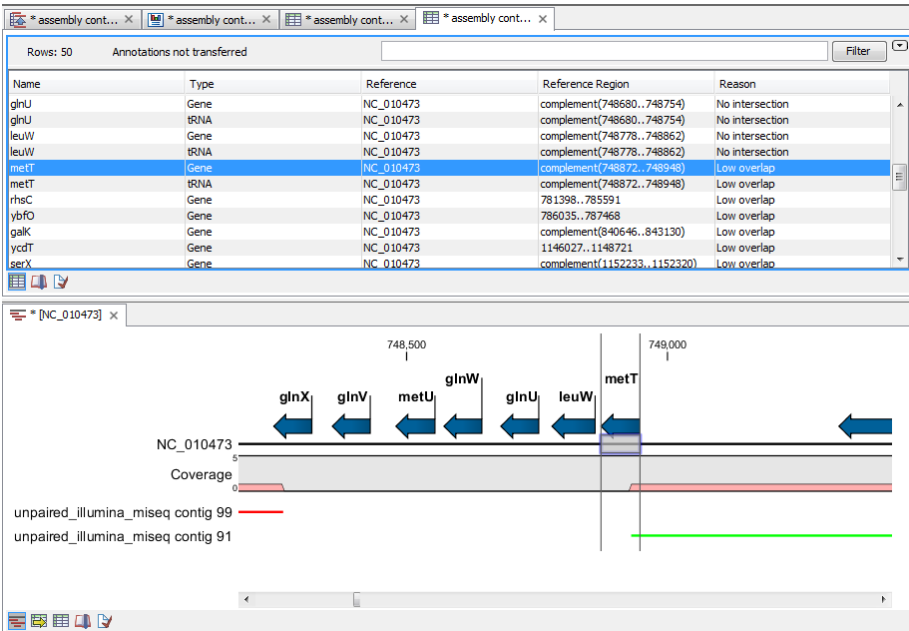 * assembly cont... × * assembly cont... × * assembly cont... × * assembly cont... ×
Rows: 50 Annotations not transferred Filter
Name Type Reference Reference Region Reason
glnU Gene NC_010473 complement(748680..748754) No intersection
glnU tRNA NC_010473 complement(748680..748754) No intersection
leuW Gene NC_010473 complement(748778..748862) No intersection
leuW tRNA NC_010473 complement(748778..748862) No intersection
metT Gene NC_010473 complement(748872..748948) Low overlap
metT tRNA NC_010473 complement(748872..748948) Low overlap
rhsC Gene NC_010473 781398..785591 Low overlap
ybfO Gene NC_010473 786035..787468 Low overlap
galK Gene NC_010473 complement(840646..843130) Low overlap
ycdT Gene NC_010473 1146027..1148721 Low overlap
serX Gene NC_010473 complement(1152233..1152320) Low overlap
* [NC_010473] ×
748,500 749,000
glnX glnV metU glnW glnU leuW metT
NC_010473
5
Coverage
0
unpaired_illumina_miseq contig 99
unpaired_illumina_miseq contig 91